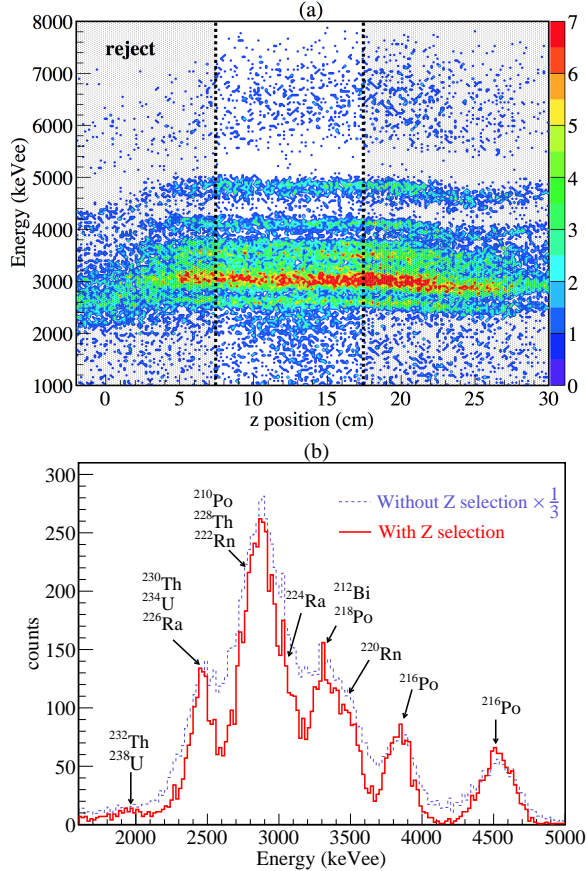 (a)
reject
8000
7000
6000
5000
4000
3000
2000
1000
Energy (keVee)
0 5 10 15 20 25 30
z position (cm)
7
6
5
4
3
2
1
0
(b)
300
250
200
150
100
50
0
counts
Without Z selection × 1/3
With Z selection
²¹⁰Po
²²⁸Th
²²²Rn
²³⁰Th
²³⁴U
²²⁶Ra
²²⁴Ra
²¹²Bi
²¹⁸Po
²²⁰Rn
²¹⁶Po
²¹⁶Po
²³²Th
²³⁸U
2000 2500 3000 3500 4000 4500 5000
Energy (keVee)